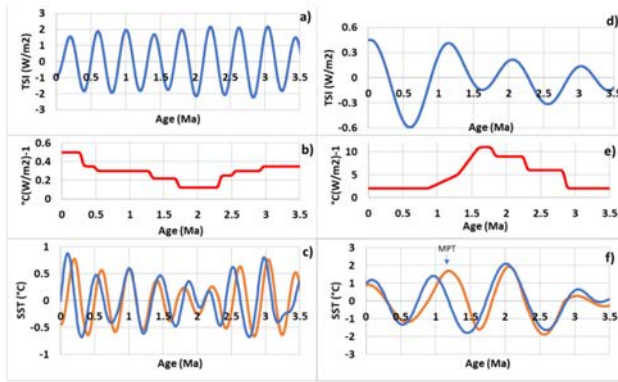 a)
TSI (W/m2)
3
2
1
0
-1
-2
-3
0 0.5 1 1.5 2 2.5 3 3.5
Age (Ma)
b)
°C(W/m2)-1
0.6
0.4
0.2
0
0 0.5 1 1.5 2 2.5 3 3.5
Age (Ma)
c)
SST (°C)
1
0.5
0
-0.5
-1
0 0.5 1 1.5 2 2.5 3 3.5
Age (Ma)
d)
TSI (W/m2)
0.6
0.3
0
-0.3
-0.6
0 0.5 1 1.5 2 2.5 3 3.5
Age (Ma)
e)
°C(W/m2)-1
10
5
0
0 0.5 1 1.5 2 2.5 3 3.5
Age (Ma)
f)
MPT
SST (°C)
3
2
1
0
-1
-2
-3
0 0.5 1 1.5 2 2.5 3 3.5
Age (Ma)